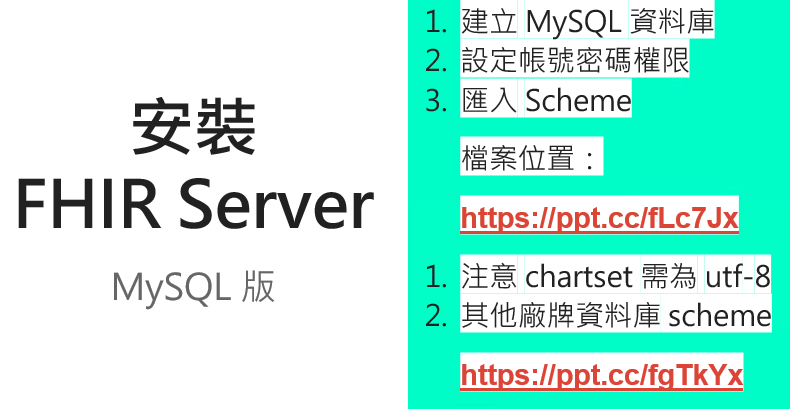 安裝
FHIR Server
MySQL 版
1. 建立 MySQL 資料庫
2. 設定帳號密碼權限
3. 匯入 Scheme
檔案位置：
https://ppt.cc/fLc7Jx
1. 注意 chartset 需為 utf-8
2. 其他廠牌資料庫 scheme
https://ppt.cc/fgTkYx